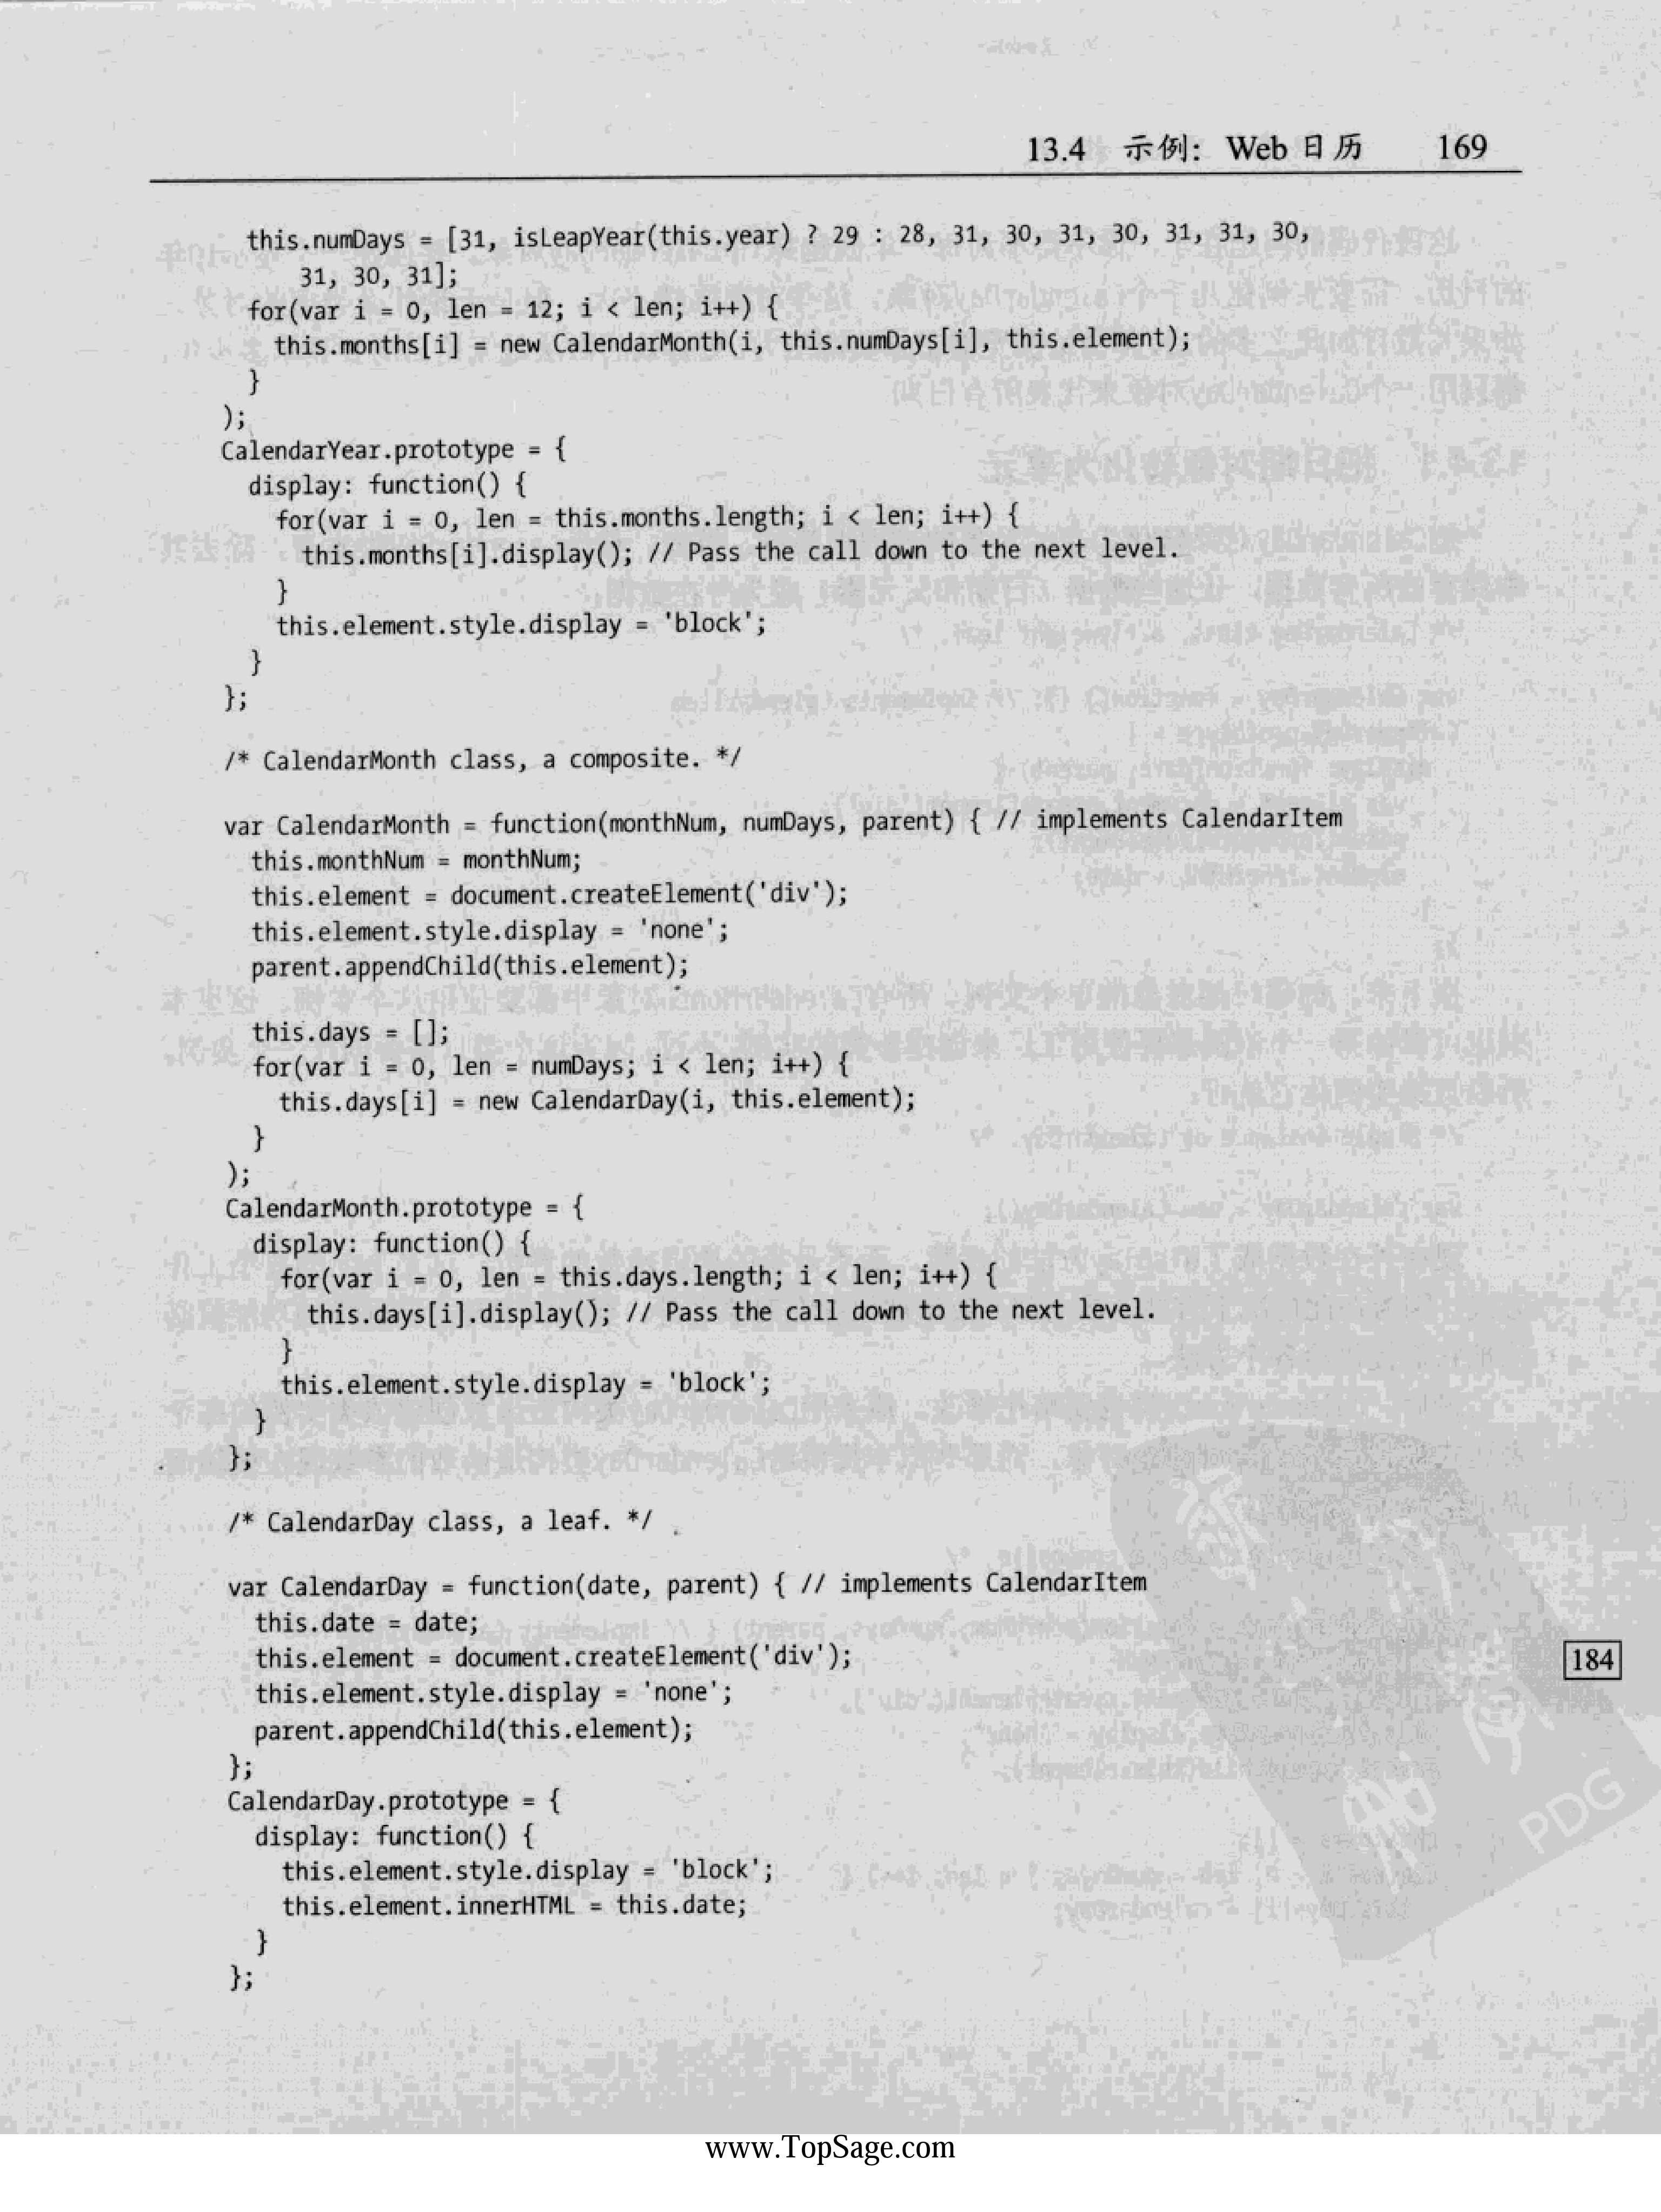 13.4 示例: Web 日历 169
this.numDays = [31, isLeapYear(this.year) ? 29 : 28, 31, 30, 31, 30, 31, 31, 30,
31, 30, 31];
for(var i = 0, len = 12; i < len; i++) {
this.months[i] = new CalendarMonth(i, this.numDays[i], this.element);
}
);
CalendarYear.prototype = {
display: function() {
for(var i = 0, len = this.months.length; i < len; i++) {
this.months[i].display(); // Pass the call down to the next level.
}
this.element.style.display = 'block';
}
};
/* CalendarMonth class, a composite. */
var CalendarMonth = function(monthNum, numDays, parent) { // implements CalendarItem
this.monthNum = monthNum;
this.element = document.createElement('div');
this.element.style.display = 'none';
parent.appendChild(this.element);
this.days = [];
for(var i = 0, len = numDays; i < len; i++) {
this.days[i] = new CalendarDay(i, this.element);
}
);
CalendarMonth.prototype = {
display: function() {
for(var i = 0, len = this.days.length; i < len; i++) {
this.days[i].display(); // Pass the call down to the next level.
}
this.element.style.display = 'block';
}
};
/* CalendarDay class, a leaf. */
var CalendarDay = function(date, parent) { // implements CalendarItem
this.date = date;
this.element = document.createElement('div');
184
this.element.style.display = 'none';
parent.appendChild(this.element);
};
CalendarDay.prototype = {
display: function() {
this.element.style.display = 'block';
this.element.innerHTML = this.date;
}
};
PDG
www.TopSage.com